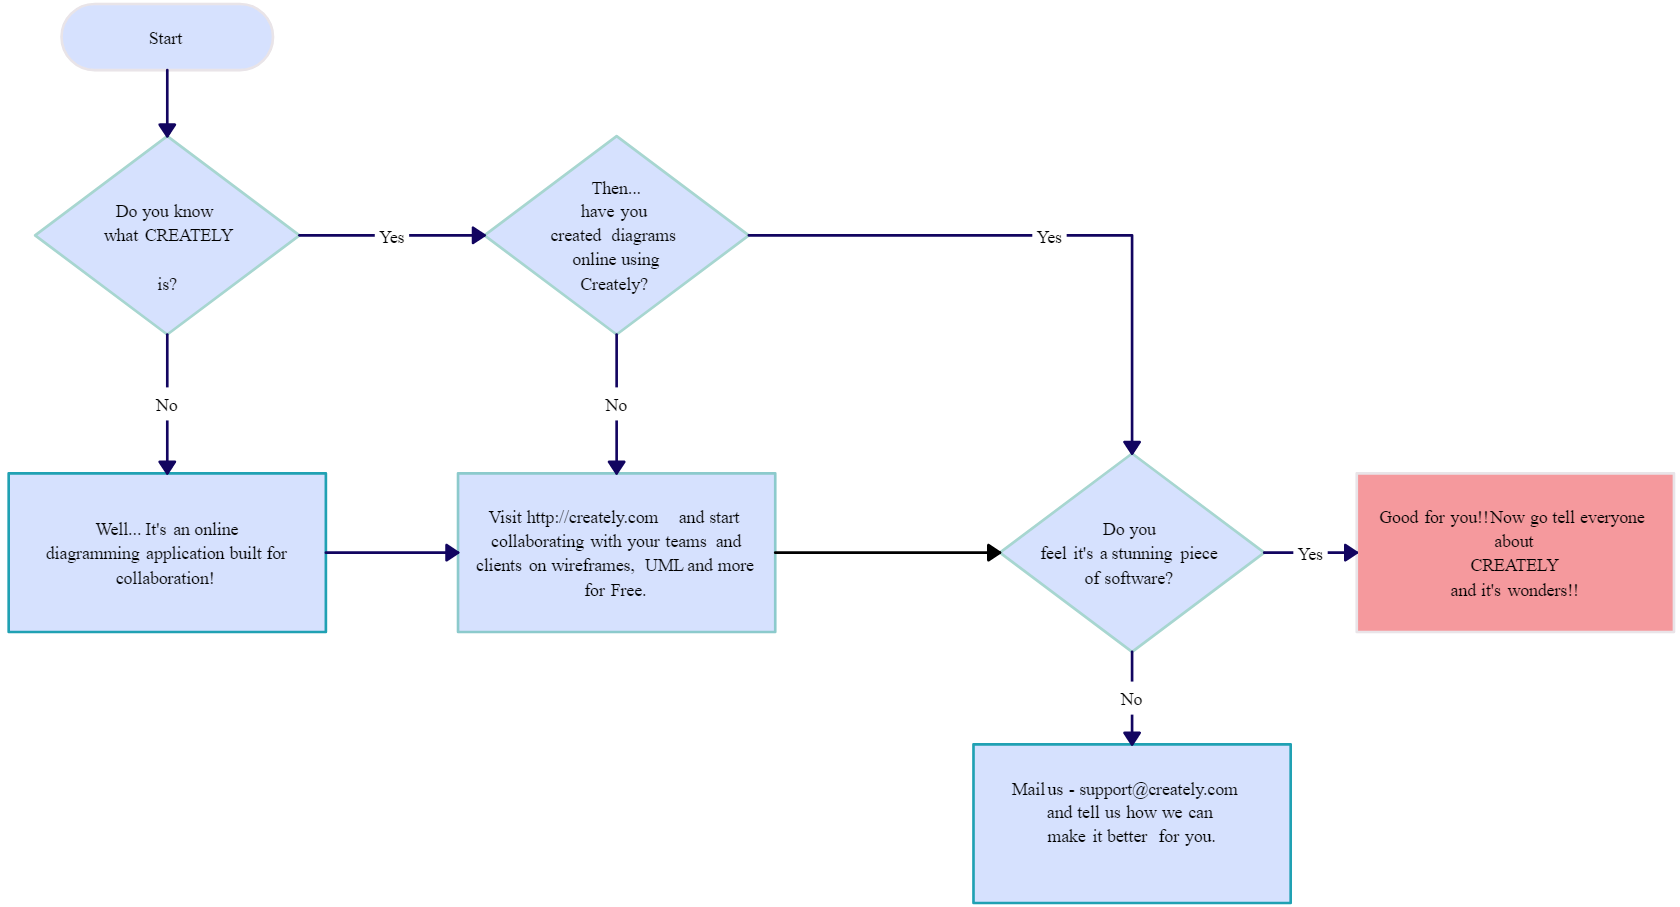 Start
Do you know
what CREATELY
is?
Yes
Then...
have you
created diagrams
online using
Creately?
Yes
No
No
Well... It's an online
diagramming application built for
collaboration!
Visit http://creately.com and start
collaborating with your teams and
clients on wireframes, UML and more
for Free.
Do you
feel it's a stunning piece
of software?
Yes
Good for you!!Now go tell everyone
about
CREATELY
and it's wonders!!
No
Mail us - support@creately.com
and tell us how we can
make it better for you.